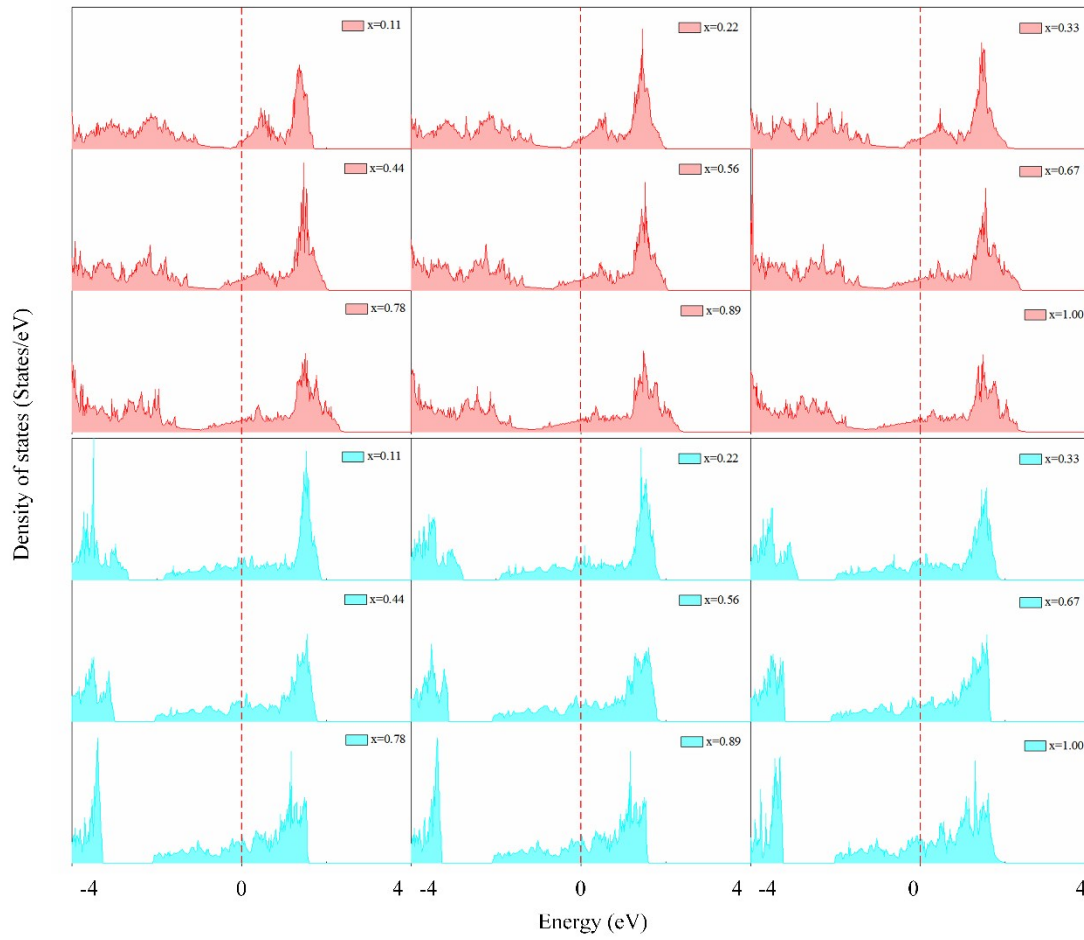 x=0.11
x=0.22
x=0.33
x=0.44
x=0.56
x=0.67
x=0.78
x=0.89
x=1.00
Density of states (States/eV)
x=0.11
x=0.22
x=0.33
x=0.44
x=0.56
x=0.67
x=0.78
x=0.89
x=1.00
-4 0 4 -4 0 4 -4 0 4
Energy (eV)